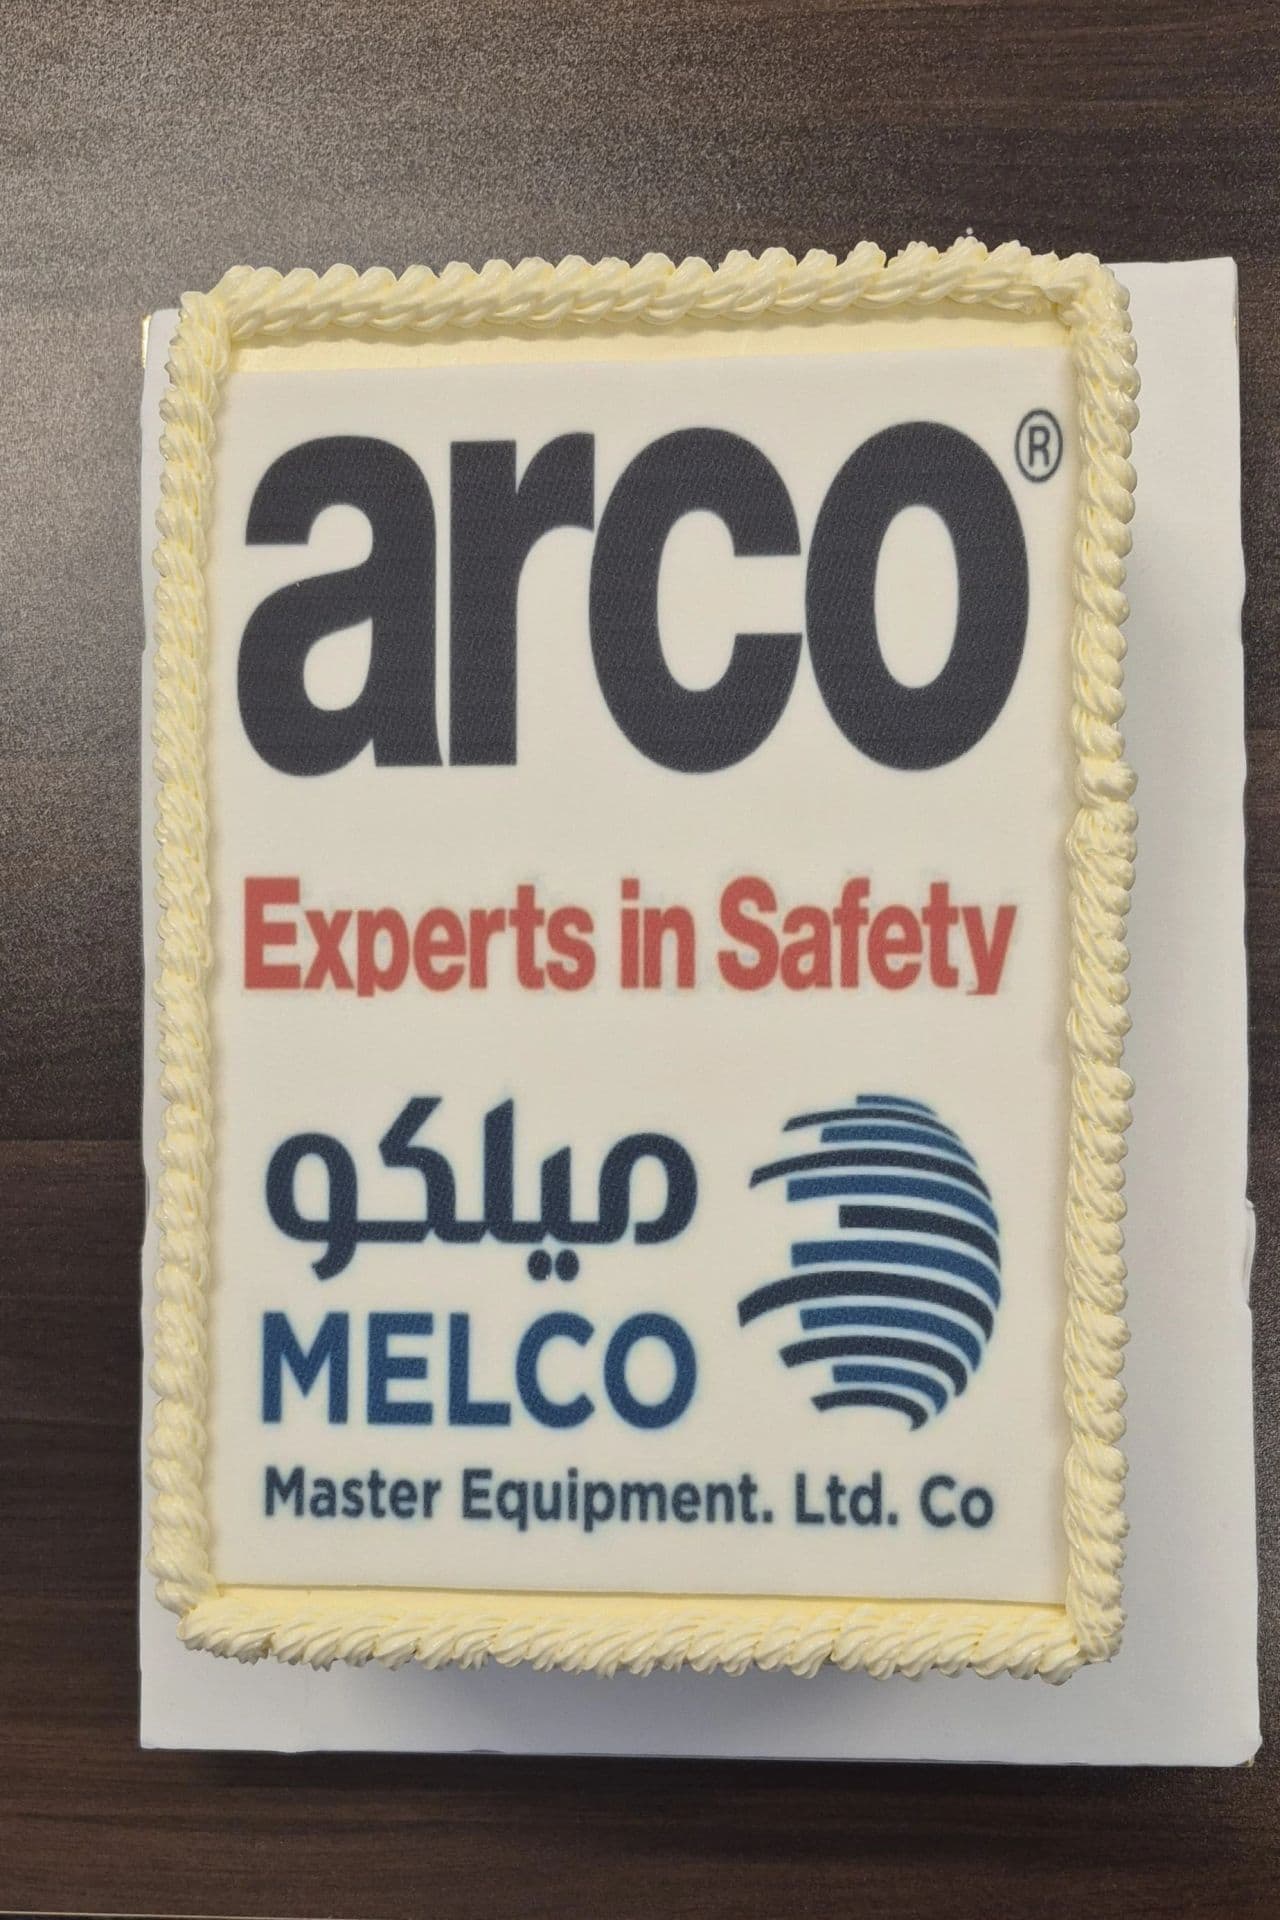 arco®
Experts in Safety
ميلكو
MELCO
Master Equipment. Ltd. Co